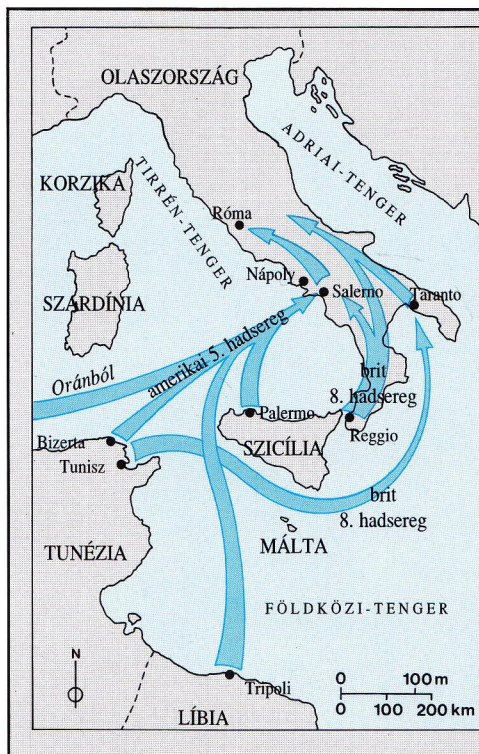 OLASZORSZÁG
ADRIAI-TENGER
KORZIKA
TIRRÉN-TENGER
Róma
Nápoly
Salerno
Taranto
SZARDÍNIA
amerikai 5. hadsereg
Oránból
brit
8. hadsereg
Palermo
Reggio
Bizerta
SZICÍLIA
Tunisz
brit
8. hadsereg
MÁLTA
TUNÉZIA
FÖLDKÖZI-TENGER
N
Tripoli
0 100 m
0 100 200 km
LÍBIA